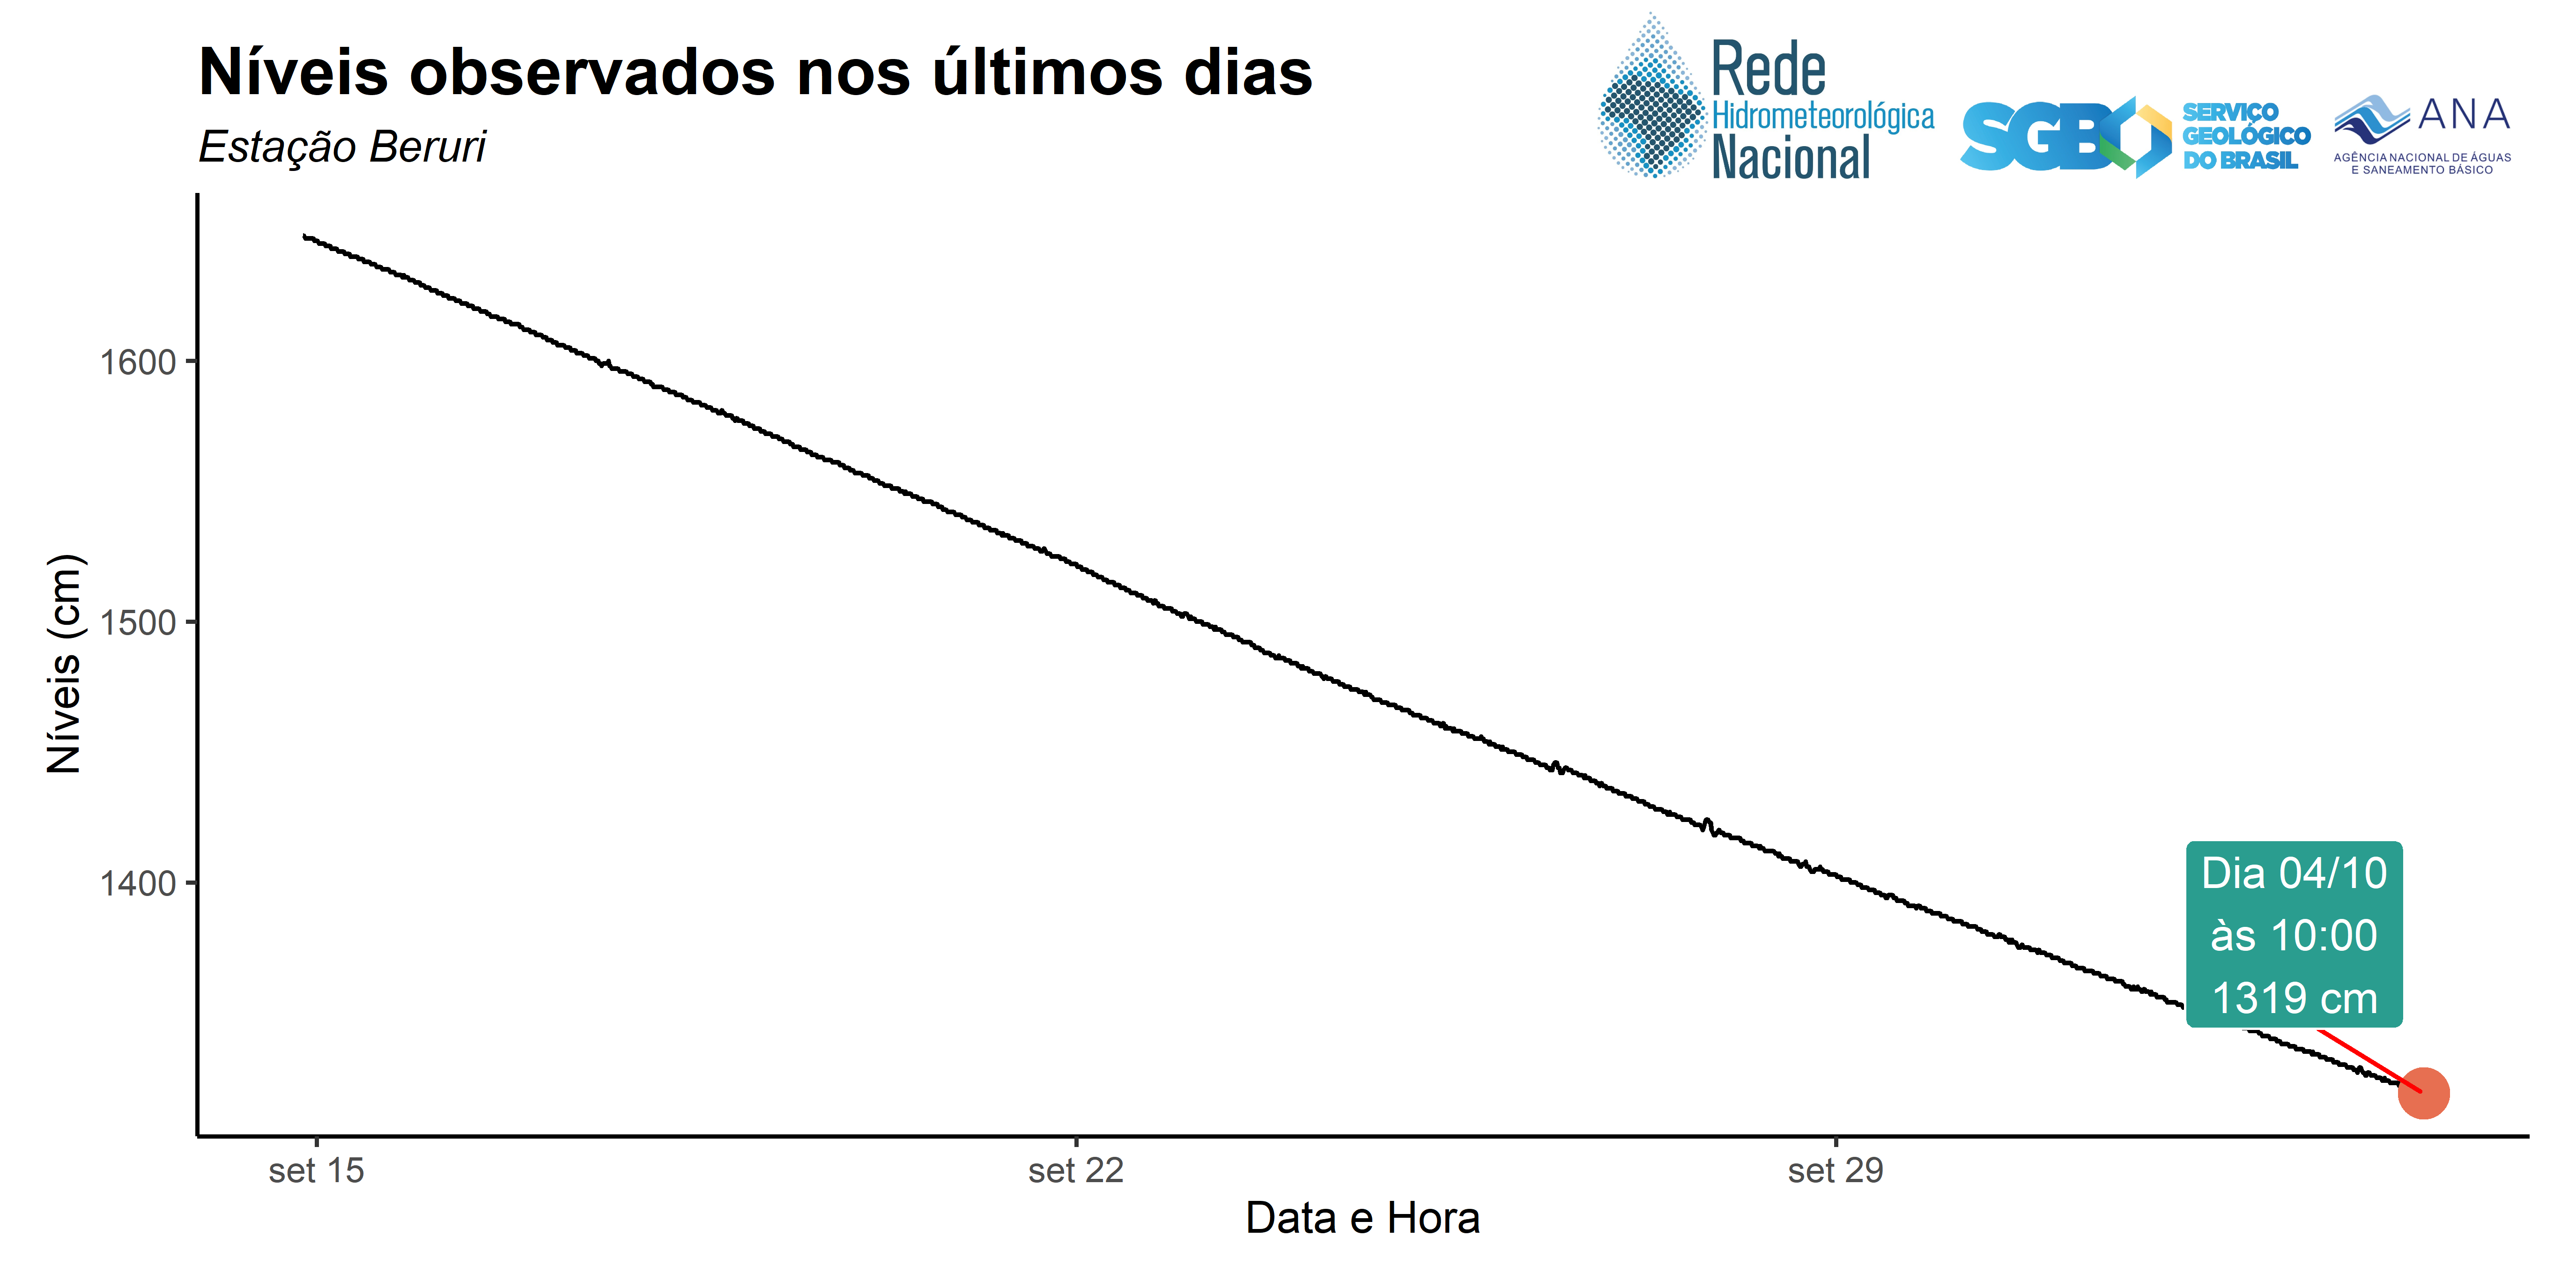 Níveis observados nos últimos dias
Estação Beruri
Rede
Hidrometeorológica
Nacional
SGB
SERVIÇO
GEOLÓGICO
DO BRASIL
ANA
AGÊNCIA NACIONAL DE ÁGUAS
E SANEAMENTO BÁSICO
Níveis (cm)
1600
1500
1400
Dia 04/10
às 10:00
1319 cm
set 15
set 22
set 29
Data e Hora